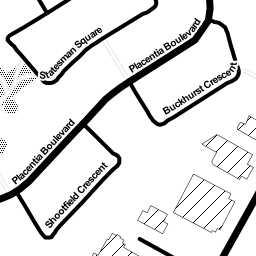 Statesman Square
Placentia Boulevard
Buckhurst Crescent
Placentia Boulevard
Shootfield Crescent